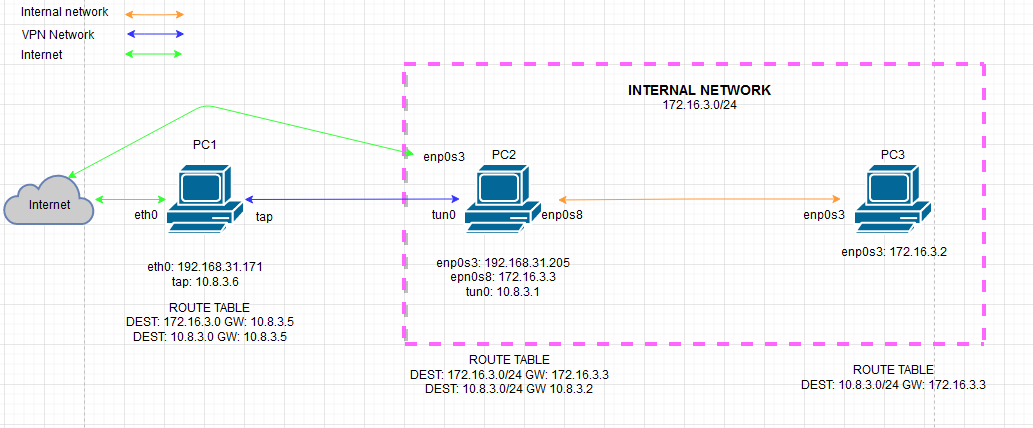 Internal network
VPN Network
Internet
INTERNAL NETWORK
172.16.3.0/24
PC1
enp0s3
PC2
PC3
Internet
eth0
tap
tun0
enp0s8
enp0s3
eth0: 192.168.31.171
tap: 10.8.3.6
enp0s3: 192.168.31.205
epn0s8: 172.16.3.3
tun0: 10.8.3.1
enp0s3: 172.16.3.2
ROUTE TABLE
DEST: 172.16.3.0 GW: 10.8.3.5
DEST: 10.8.3.0 GW: 10.8.3.5
ROUTE TABLE
DEST: 172.16.3.0/24 GW: 172.16.3.3
DEST: 10.8.3.0/24 GW 10.8.3.2
ROUTE TABLE
DEST: 10.8.3.0/24 GW: 172.16.3.3